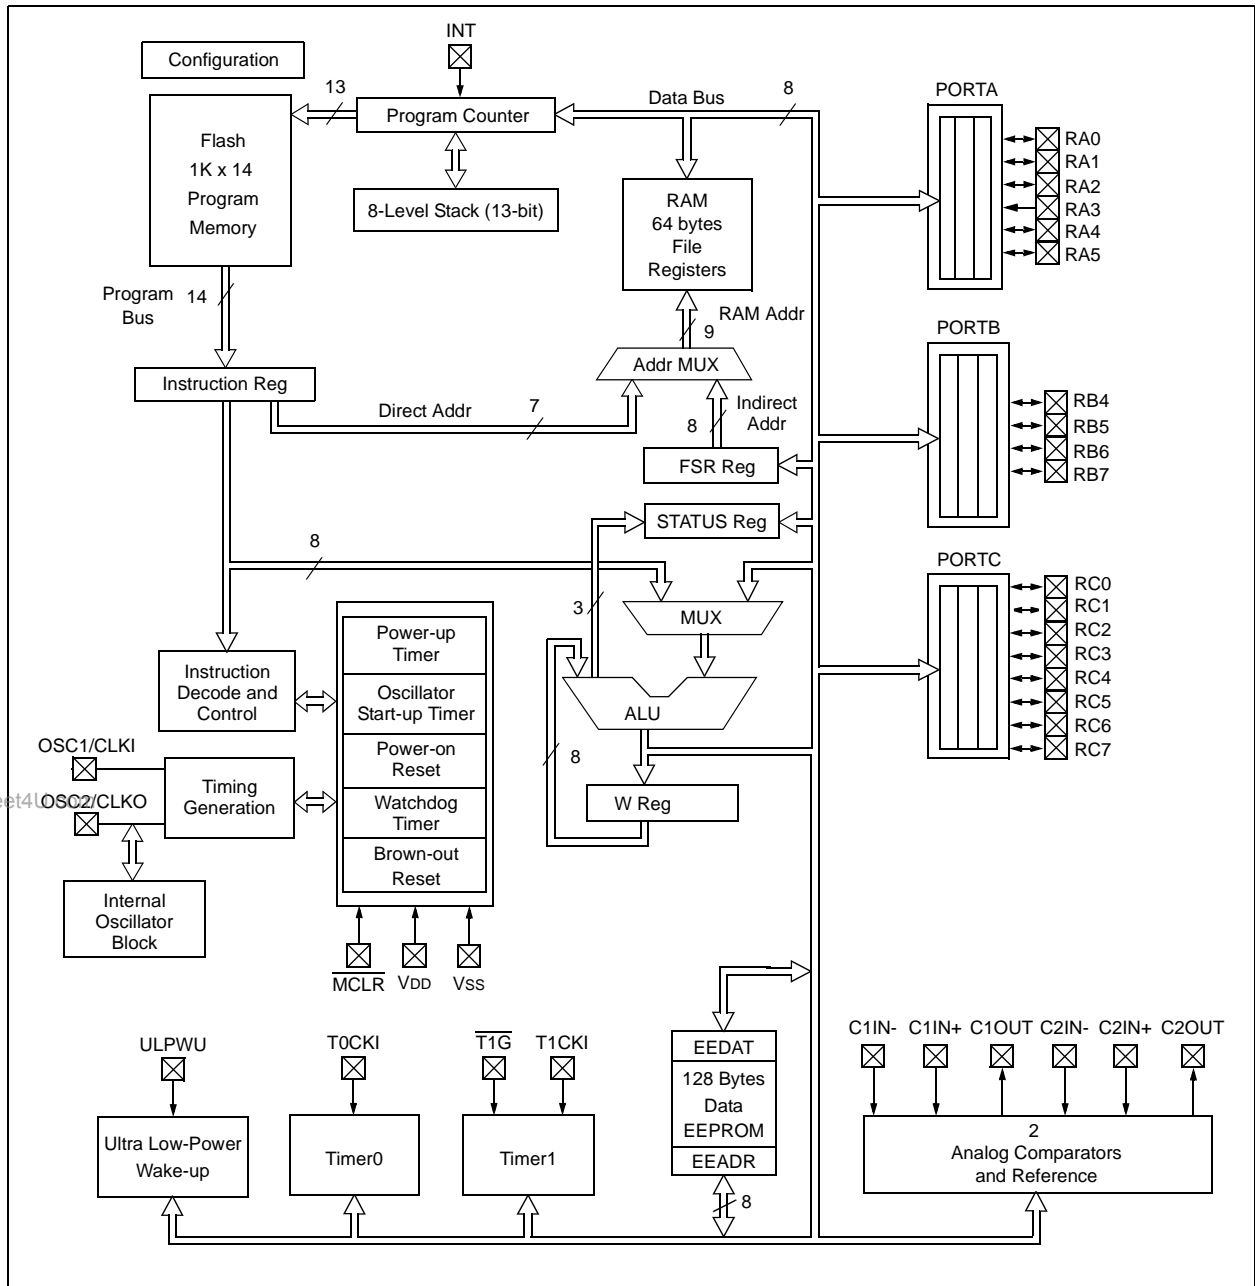 INT
Configuration
13
Program Counter
Data Bus
8
Flash
1K x 14
Program
Memory
8-Level Stack (13-bit)
RAM
64 bytes
File
Registers
PORTA
RA0
RA1
RA2
RA3
RA4
RA5
Program
Bus
14
RAM Addr
9
Addr MUX
Instruction Reg
Direct Addr
7
Indirect
Addr
8
FSR Reg
STATUS Reg
PORTB
RB4
RB5
RB6
RB7
8
3
MUX
PORTC
RC0
RC1
RC2
RC3
RC4
RC5
RC6
RC7
Instruction
Decode and
Control
Power-up
Timer
Oscillator
Start-up Timer
Power-on
Reset
Watchdog
Timer
Brown-out
Reset
ALU
8
W Reg
OSC1/CLKI
Timing
Generation
OSC2/CLKO
Internal
Oscillator
Block
MCLR
VDD
VSS
ULPWU
T0CKI
T1G
T1CKI
Ultra Low-Power
Wake-up
Timer0
Timer1
EEDAT
128 Bytes
Data
EEPROM
EEADR
8
C1IN-
C1IN+
C1OUT
C2IN-
C2IN+
C2OUT
2
Analog Comparators
and Reference